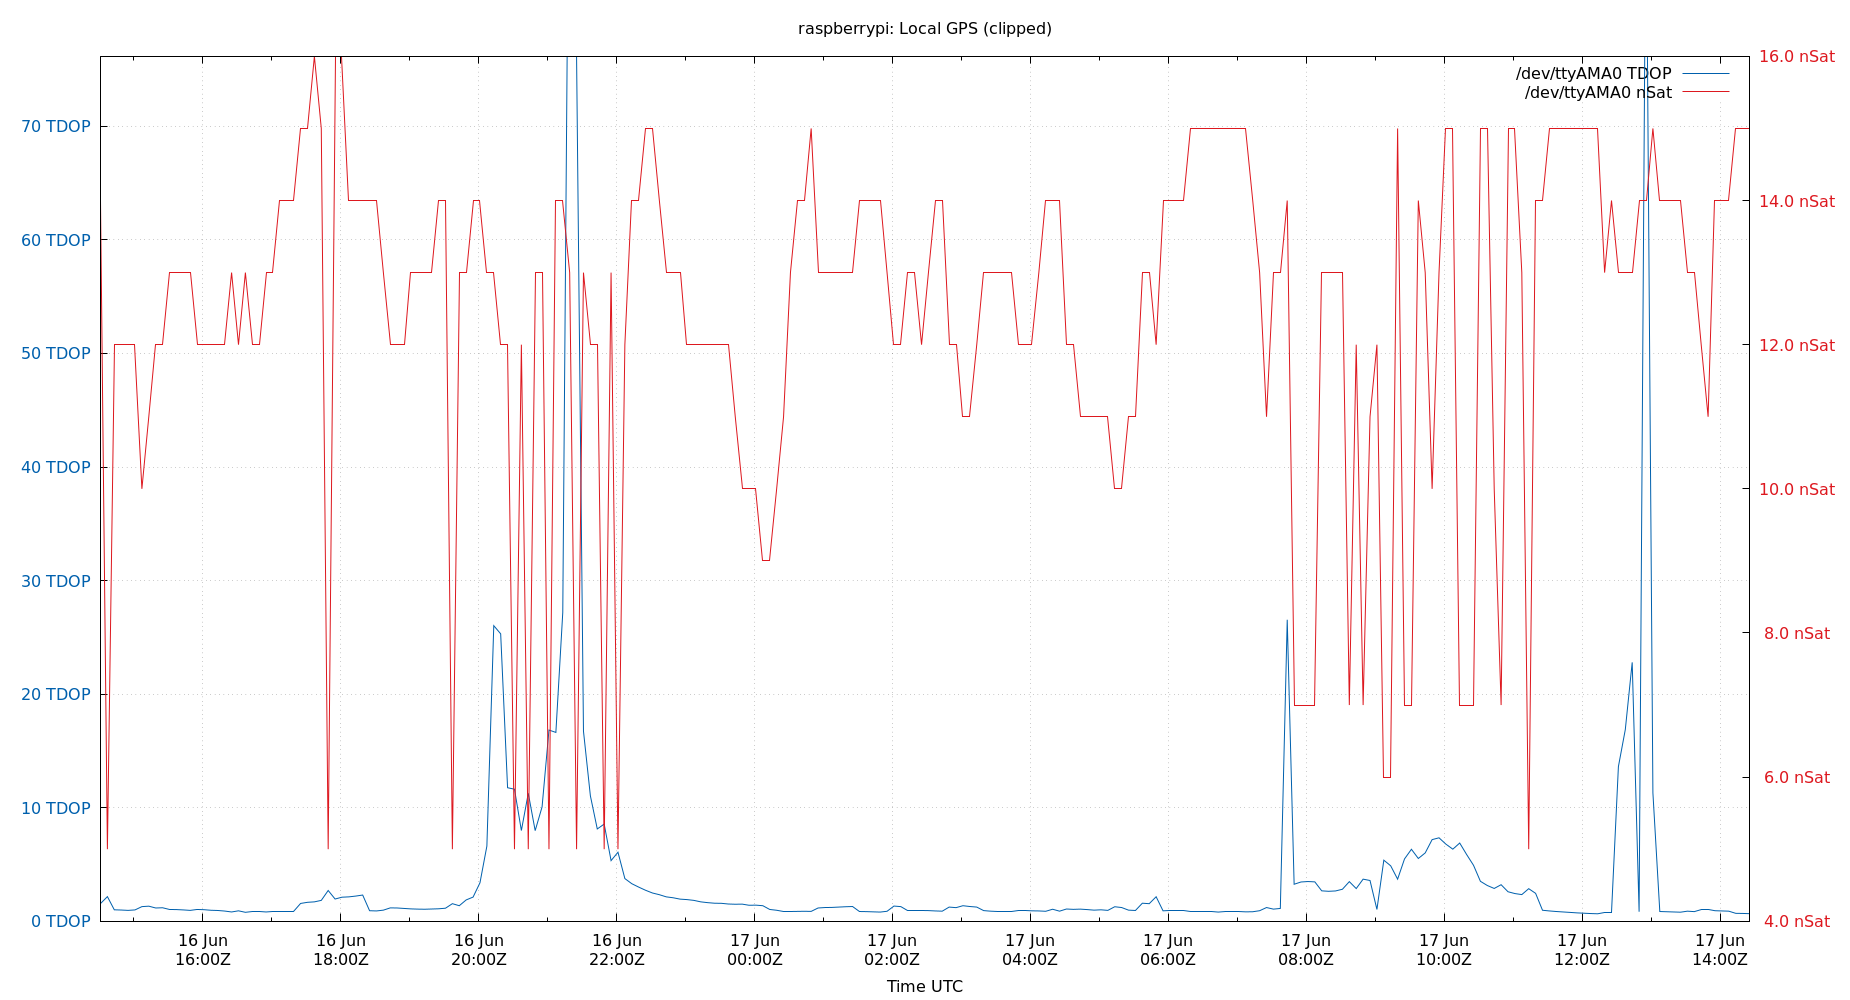 raspberrypi: Local GPS (clipped)
16.0 nSat
/dev/ttyAMA0 TDOP
/dev/ttyAMA0 nSat
70 TDOP
14.0 nSat
60 TDOP
50 TDOP
12.0 nSat
40 TDOP
10.0 nSat
30 TDOP
8.0 nSat
20 TDOP
6.0 nSat
10 TDOP
0 TDOP
4.0 nSat
16 Jun
16:00Z
16 Jun
18:00Z
16 Jun
20:00Z
16 Jun
22:00Z
17 Jun
00:00Z
17 Jun
02:00Z
17 Jun
04:00Z
17 Jun
06:00Z
17 Jun
08:00Z
17 Jun
10:00Z
17 Jun
12:00Z
17 Jun
14:00Z
Time UTC